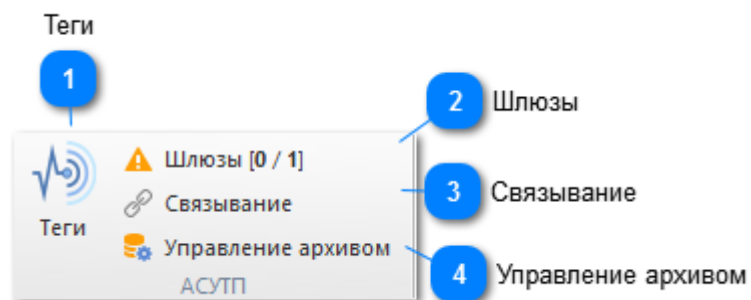 Теги
1
2 Шлюзы
Шлюзы [0 / 1]
3 Связывание
Связывание
Теги
Управление архивом
4 Управление архивом
АСУТП